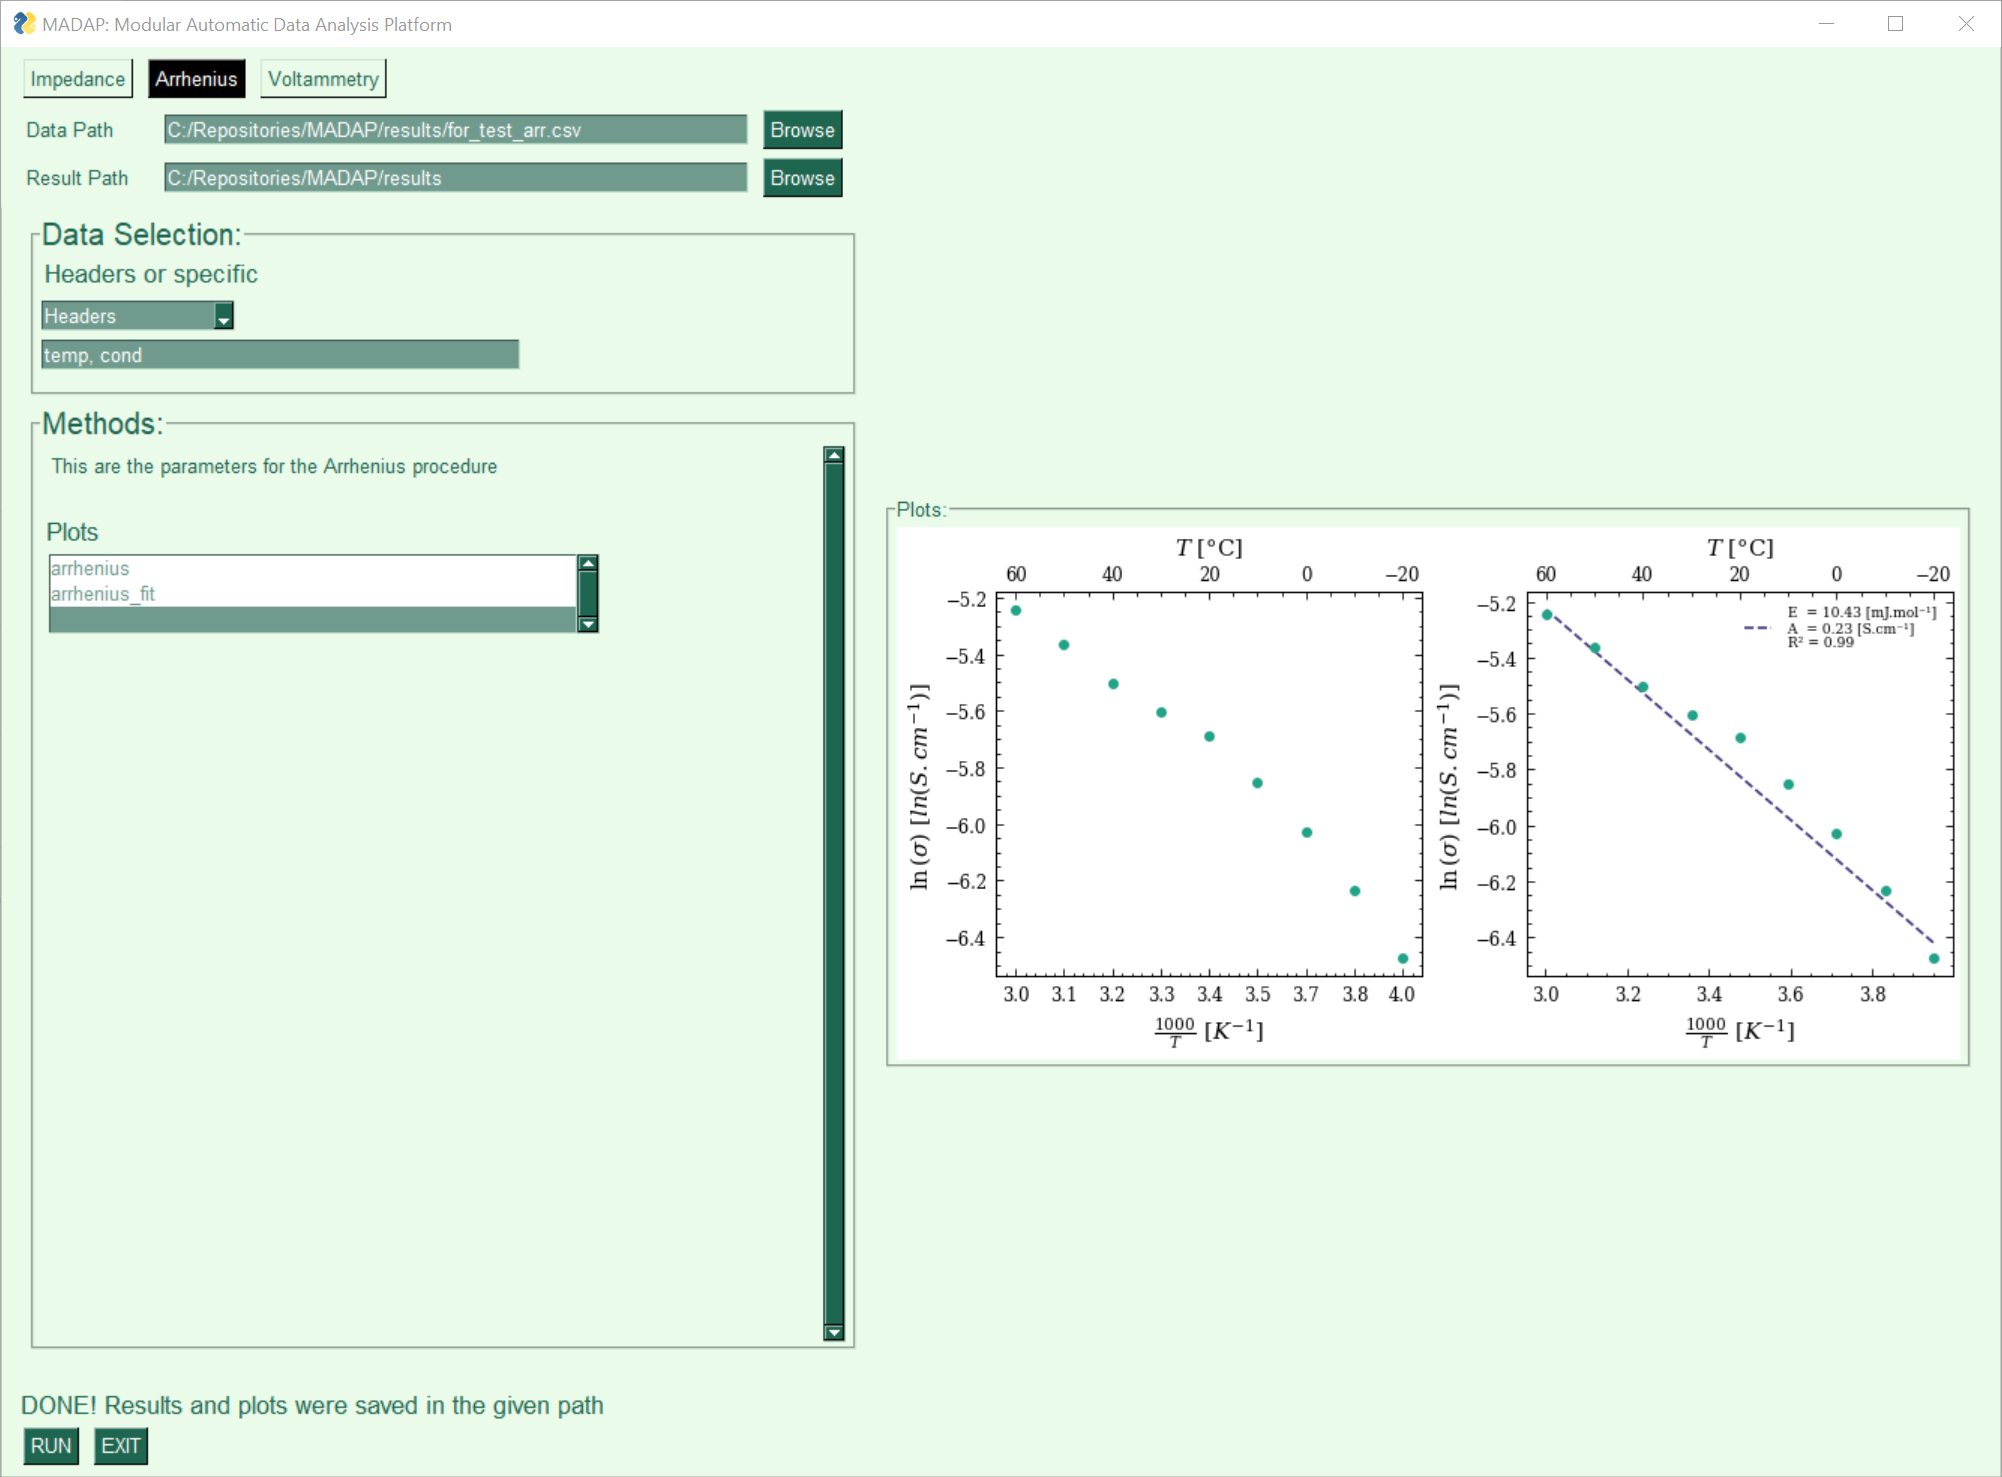 MADAP: Modular Automatic Data Analysis Platform
Impedance Arrhenius Voltammetry
Data Path C:/Repositories/MADAP/results/for_test_arr.csv Browse
Result Path C:/Repositories/MADAP/results Browse
Data Selection:
Headers or specific
Headers
temp, cond
Methods:
This are the parameters for the Arrhenius procedure
Plots
arrhenius
arrhenius_fit
Plots:
T [°C]
60 40 20 0 −20
−5.2
−5.4
−5.6
−5.8
−6.0
−6.2
−6.4
ln (σ) [ln(S. cm⁻¹)]
3.0 3.1 3.2 3.3 3.4 3.5 3.7 3.8 4.0
1000/T [K⁻¹]
T [°C]
60 40 20 0 −20
E = 10.43 [mJ.mol⁻¹]
A = 0.23 [S.cm⁻¹]
R² = 0.99
−5.2
−5.4
−5.6
−5.8
−6.0
−6.2
−6.4
ln (σ) [ln(S. cm⁻¹)]
3.0 3.2 3.4 3.6 3.8
1000/T [K⁻¹]
DONE! Results and plots were saved in the given path
RUN EXIT